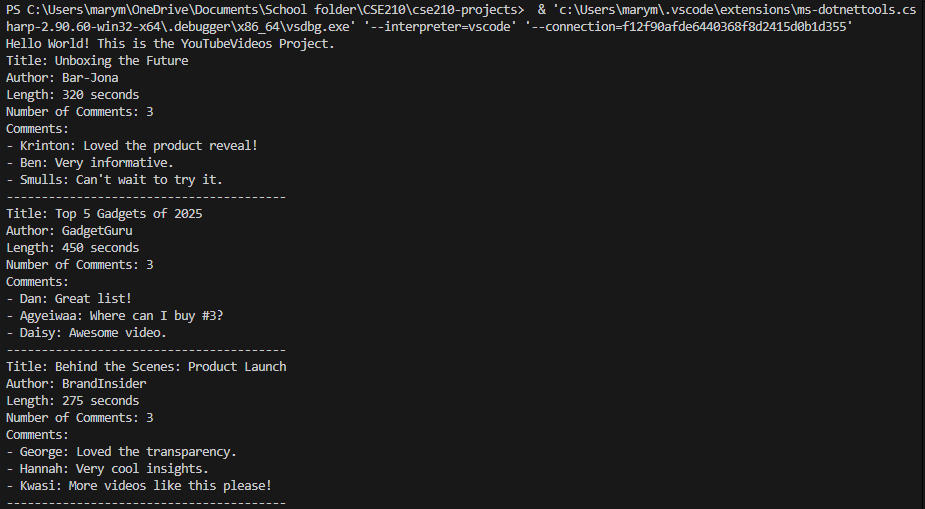 PS C:\Users\marym\OneDrive\Documents\School folder\CSE210\cse210-projects>  & 'c:\Users\marym\.vscode\extensions\ms-dotnettools.cs
harp-2.90.60-win32-x64\.debugger\x86_64\vsdbg.exe' '--interpreter=vscode' '--connection=f12f90afde6440368f8d2415d0b1d355'
Hello World! This is the YouTubeVideos Project.
Title: Unboxing the Future
Author: Bar-Jona
Length: 320 seconds
Number of Comments: 3
Comments:
- Krinton: Loved the product reveal!
- Ben: Very informative.
- Smulls: Can't wait to try it.
----------------------------------------
Title: Top 5 Gadgets of 2025
Author: GadgetGuru
Length: 450 seconds
Number of Comments: 3
Comments:
- Dan: Great list!
- Agyeiwaa: Where can I buy #3?
- Daisy: Awesome video.
----------------------------------------
Title: Behind the Scenes: Product Launch
Author: BrandInsider
Length: 275 seconds
Number of Comments: 3
Comments:
- George: Loved the transparency.
- Hannah: Very cool insights.
- Kwasi: More videos like this please!
----------------------------------------